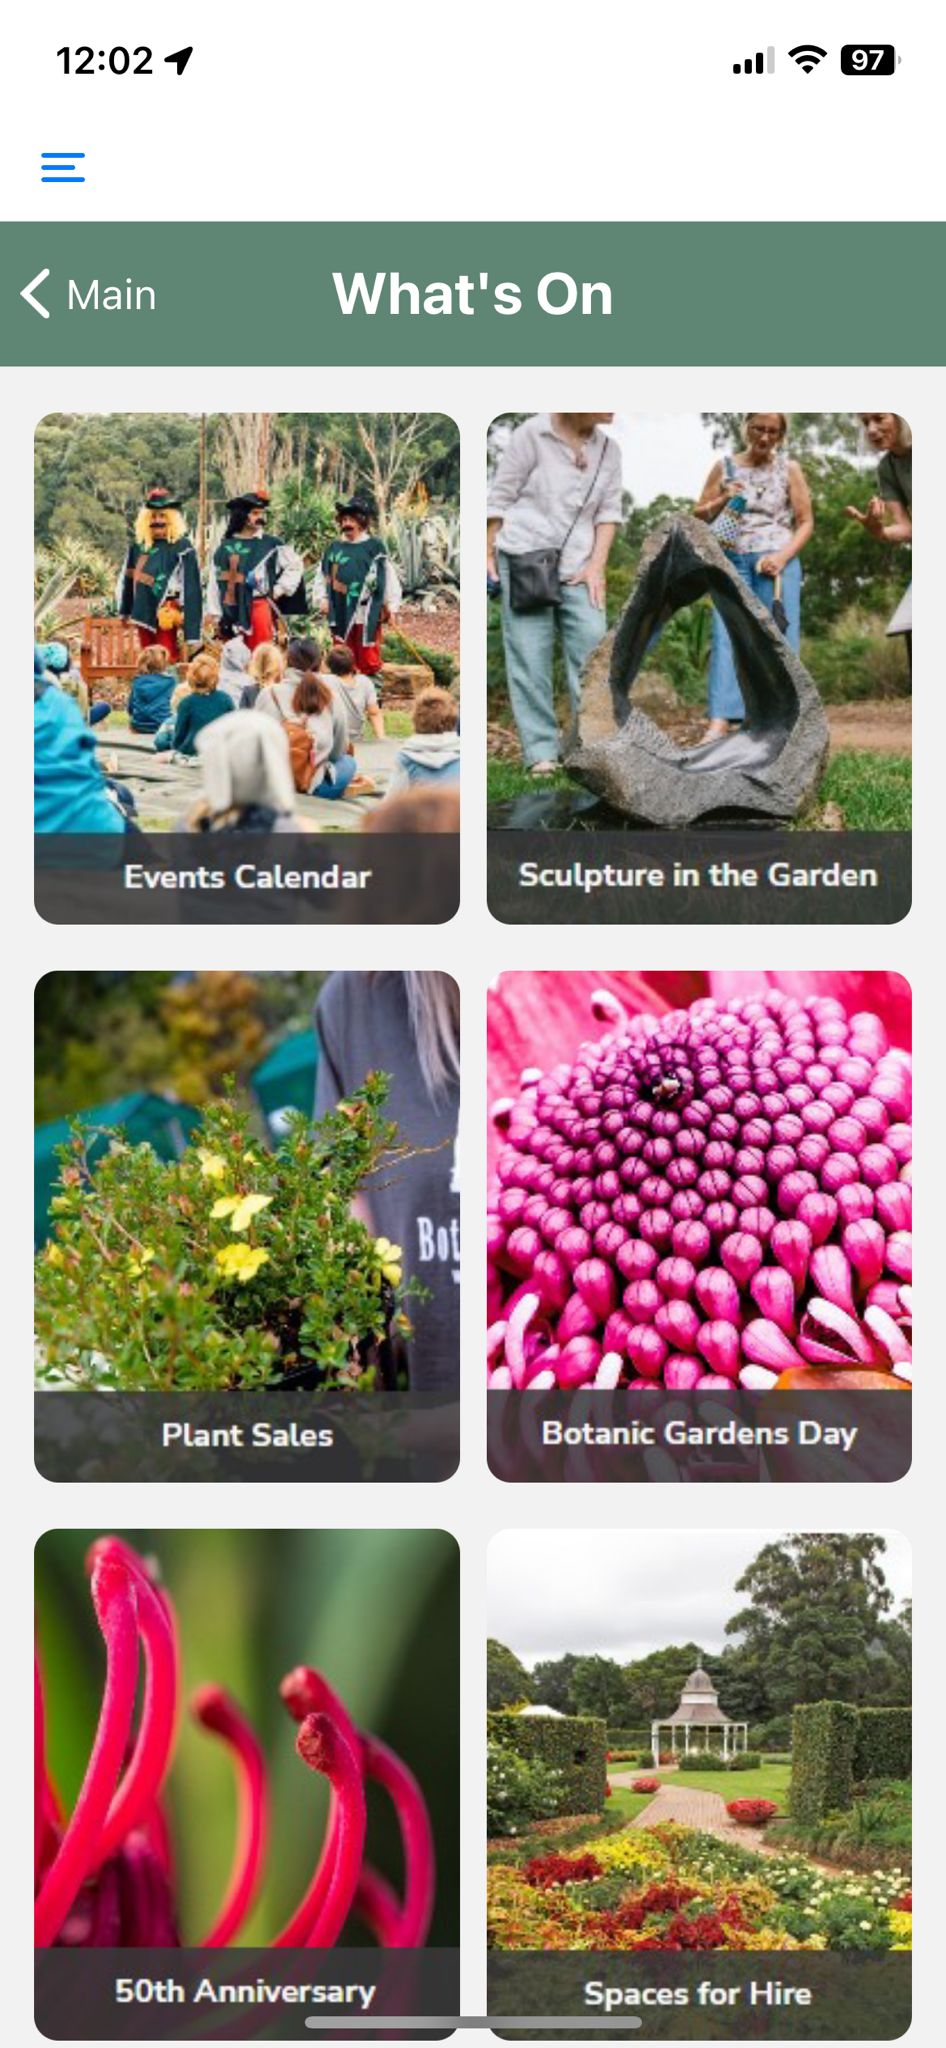 12:02
97
Main
What's On
Events Calendar
Sculpture in the Garden
Bot
Plant Sales
Botanic Gardens Day
50th Anniversary
Spaces for Hire